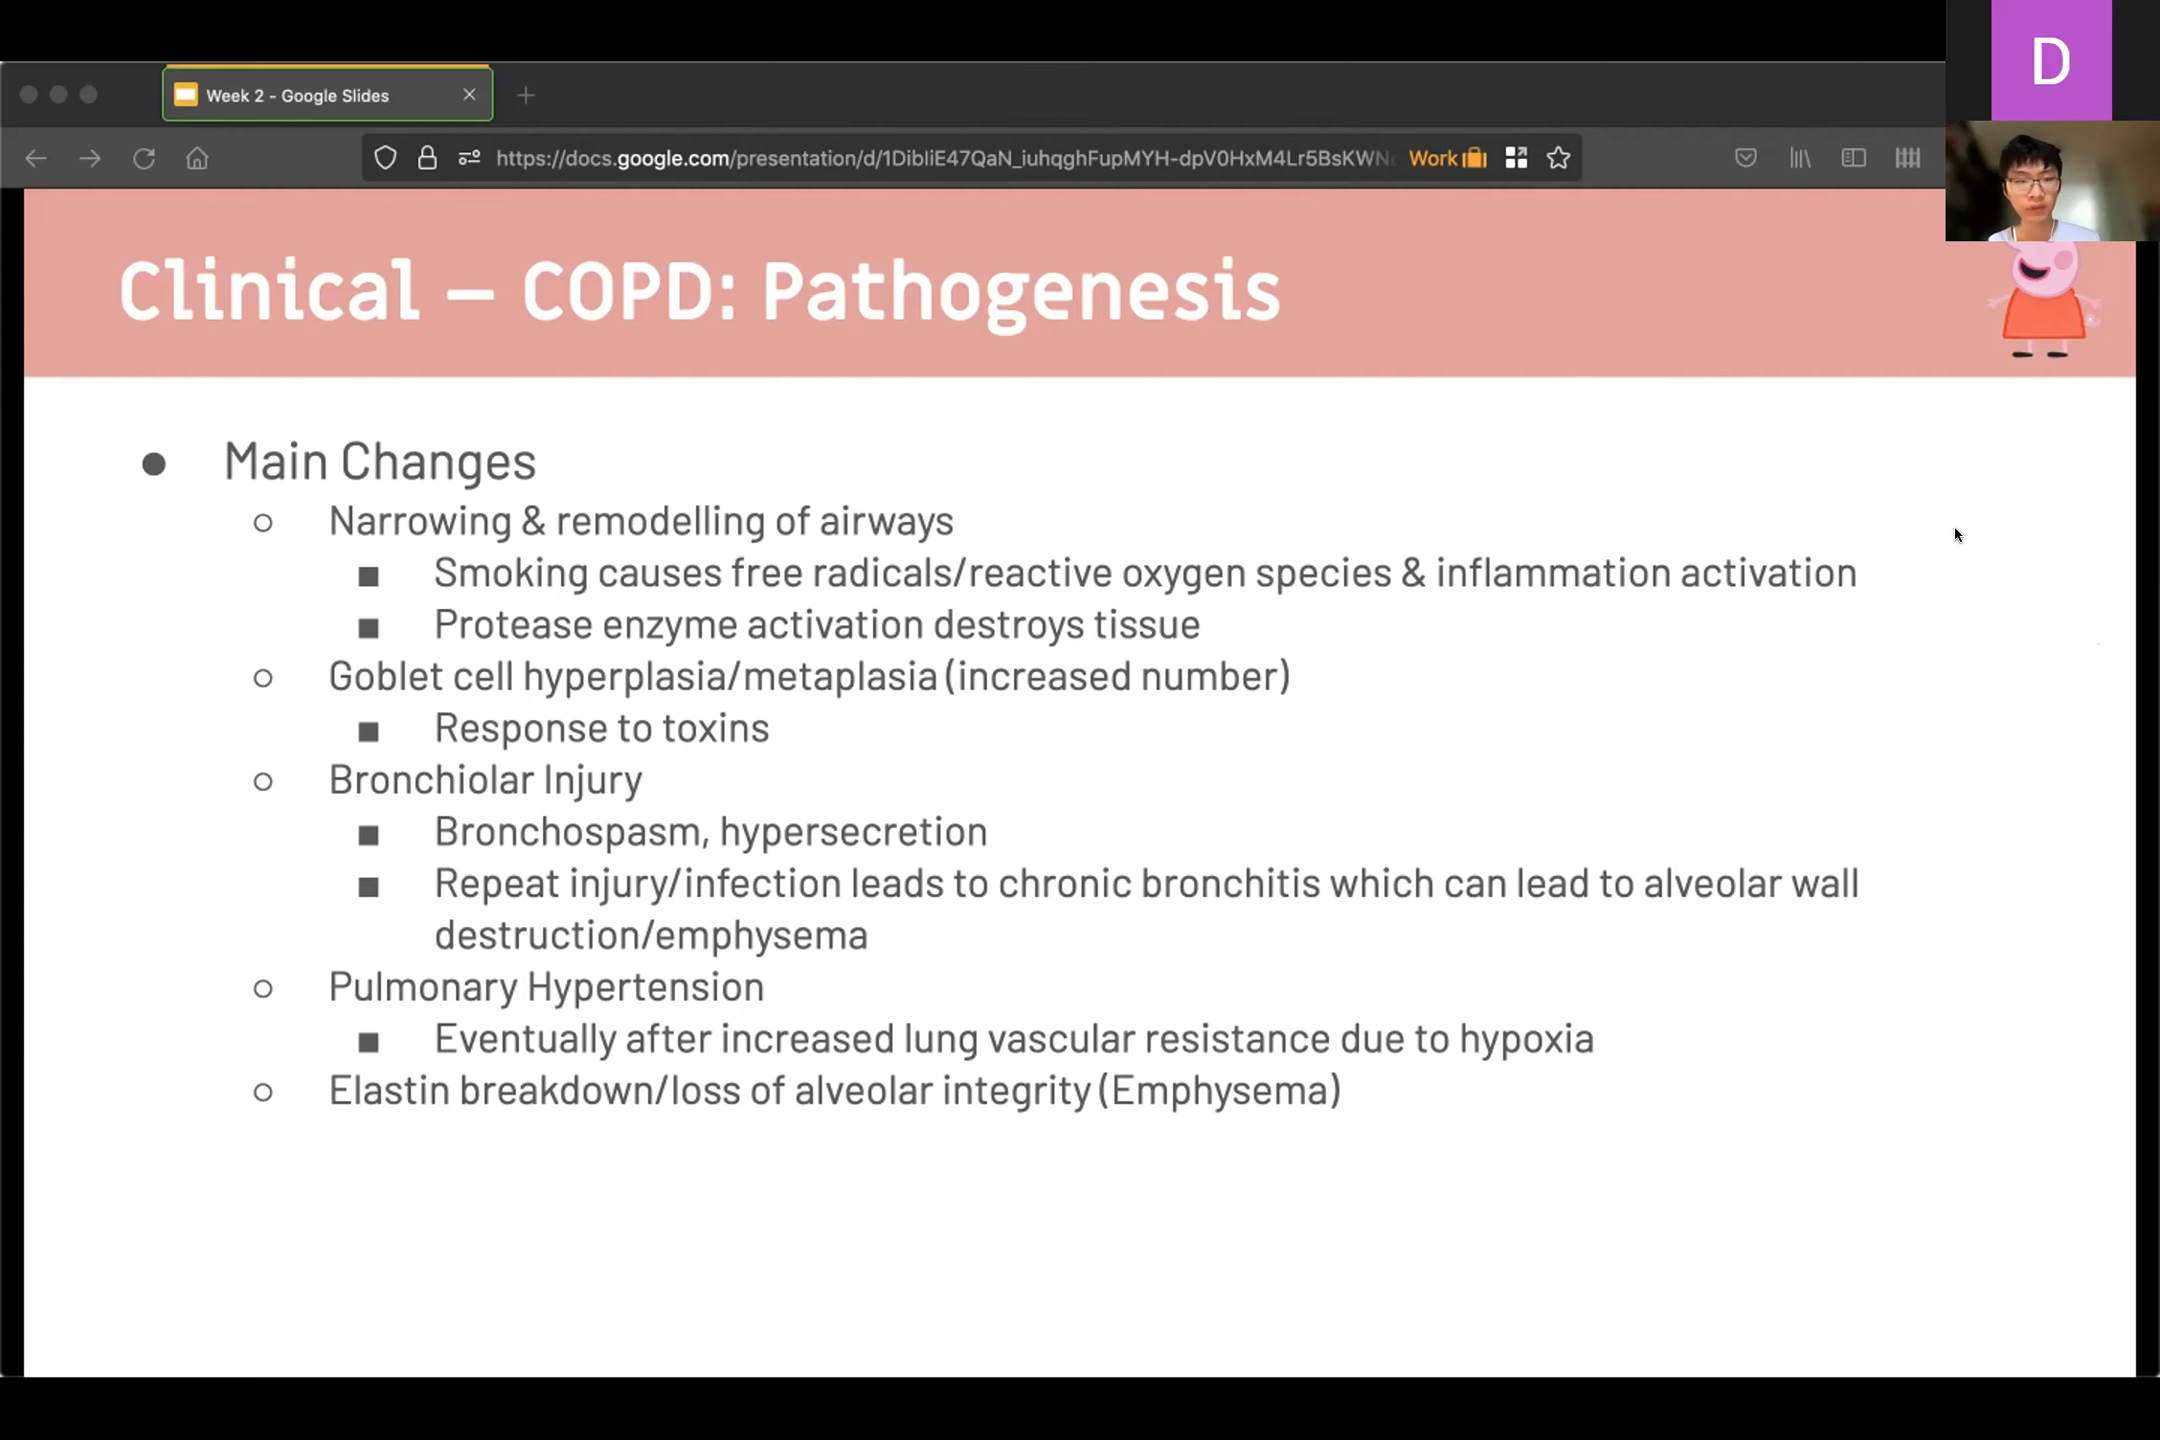 D
Week 2 - Google Slides
https://docs.google.com/presentation/d/1DibliE47QaN_iuhqghFupMYH-dpV0HxM4Lr5BsKWN
Work
Clinical – COPD: Pathogenesis
● Main Changes
○ Narrowing & remodelling of airways
■ Smoking causes free radicals/reactive oxygen species & inflammation activation
■ Protease enzyme activation destroys tissue
○ Goblet cell hyperplasia/metaplasia (increased number)
■ Response to toxins
○ Bronchiolar Injury
■ Bronchospasm, hypersecretion
■ Repeat injury/infection leads to chronic bronchitis which can lead to alveolar wall
destruction/emphysema
○ Pulmonary Hypertension
■ Eventually after increased lung vascular resistance due to hypoxia
○ Elastin breakdown/loss of alveolar integrity (Emphysema)